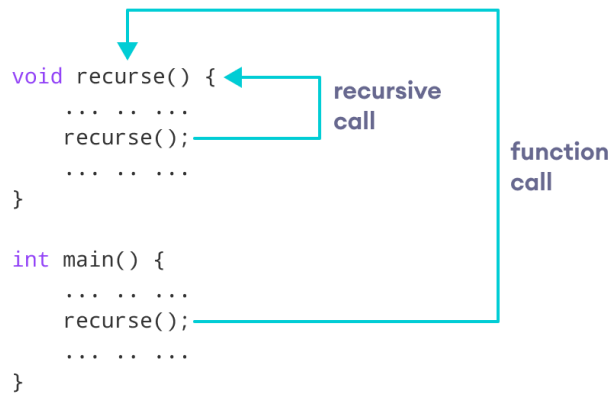 void recurse() {
... .. ...
recurse();
... .. ...
}
recursive
call
function
call
int main() {
... .. ...
recurse();
... .. ...
}